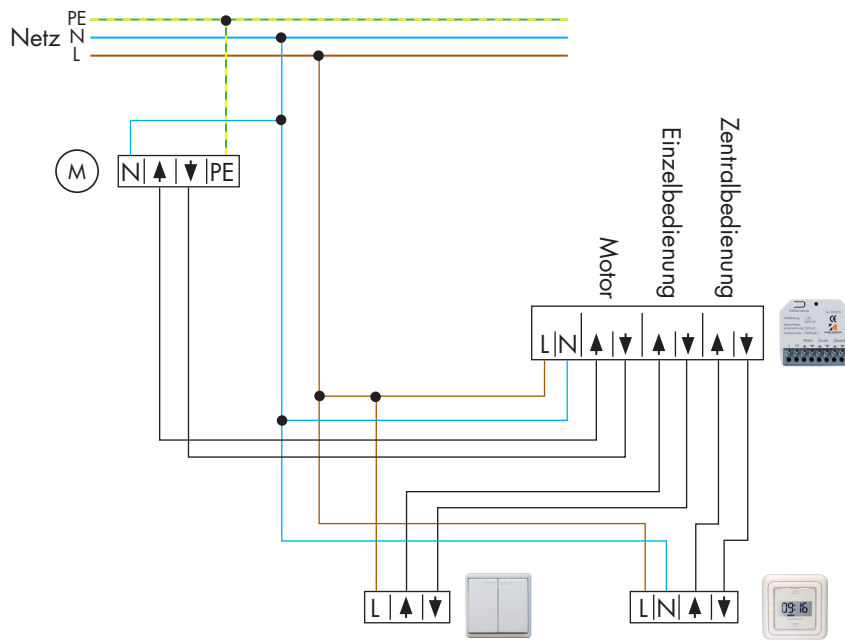 PE
Netz N
L
M
N ↑ ↓ PE
Motor
Einzelbedienung
Zentralbedienung
L N ↑ ↓ ↑ ↓ ↑ ↓
L ↑ ↓
L N ↑ ↓
09:16